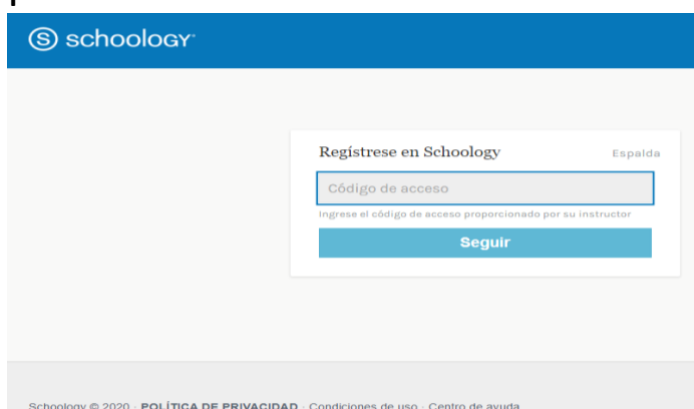 schoology
Regístrese en Schoology
Espalda
Código de acceso
Ingrese el código de acceso proporcionado por su instructor
Seguir
Schoology © 2020 · POLÍTICA DE PRIVACIDAD · Condiciones de uso · Centro de ayuda